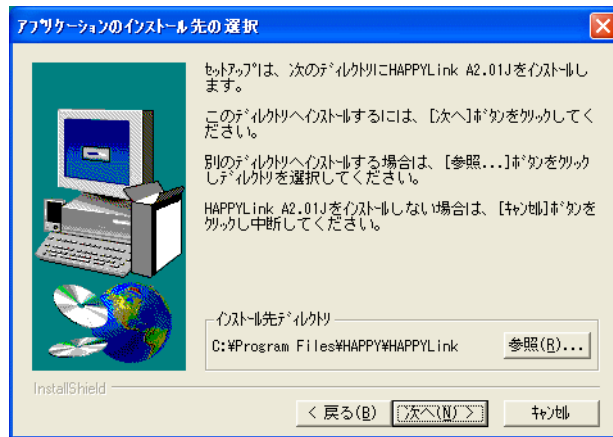 アプリケーションのインストール先の選択
ｾｯﾄｱｯﾌﾟは、次のﾃﾞｨﾚｸﾄﾘにHAPPYLink A2.01Jをｲﾝｽﾄｰﾙし
ます。
このﾃﾞｨﾚｸﾄﾘへｲﾝｽﾄｰﾙするには、[次へ]ﾎﾞﾀﾝをｸﾘｯｸしてく
ださい。
別のﾃﾞｨﾚｸﾄﾘへｲﾝｽﾄｰﾙする場合は、[参照...]ﾎﾞﾀﾝをｸﾘｯｸ
しﾃﾞｨﾚｸﾄﾘを選択してください。
HAPPYLink A2.01Jをｲﾝｽﾄｰﾙしない場合は、[ｷｬﾝｾﾙ]ﾎﾞﾀﾝを
ｸﾘｯｸし中断してください。
ｲﾝｽﾄｰﾙ先ﾃﾞｨﾚｸﾄﾘ
C:¥Program Files¥HAPPY¥HAPPYLink 参照(R)...
InstallShield
< 戻る(B) 次へ(N) > ｷｬﾝｾﾙ